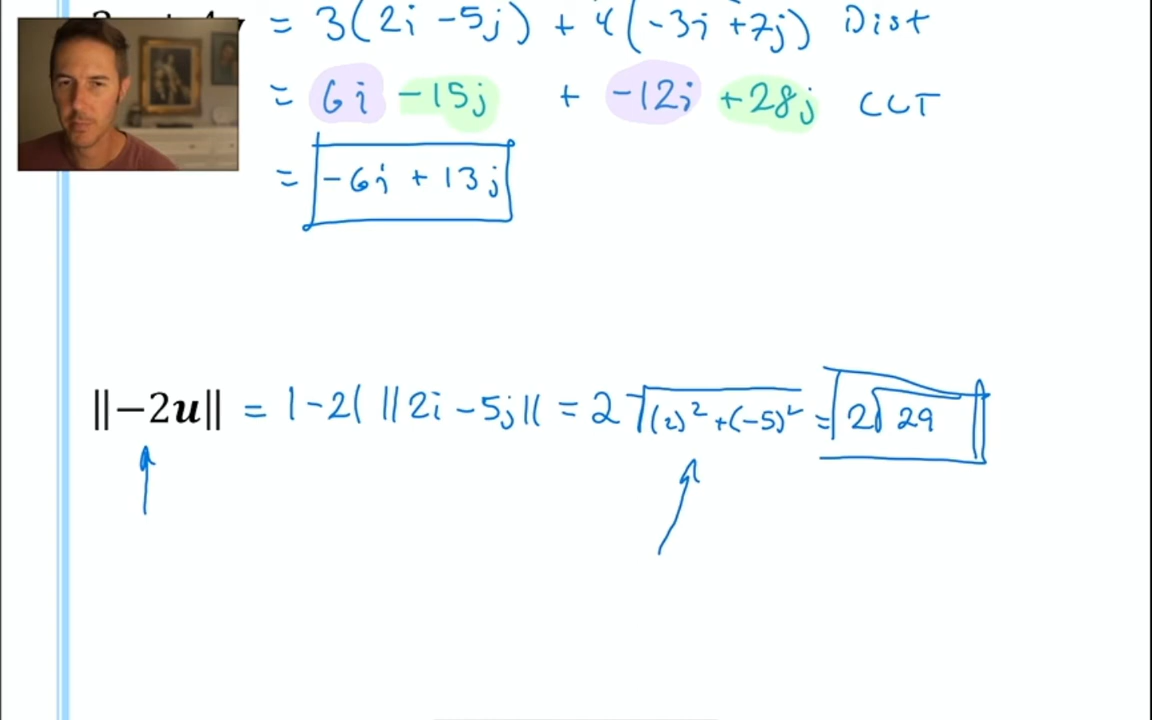 = 3(2i -5j) + 4(-3i +7j) Dist
= 6i -15j + -12i +28j CLT
= -6i + 13j
||-2u|| = |-2| ||2i -5j|| = 2√(2)² +(-5)² = 2√29